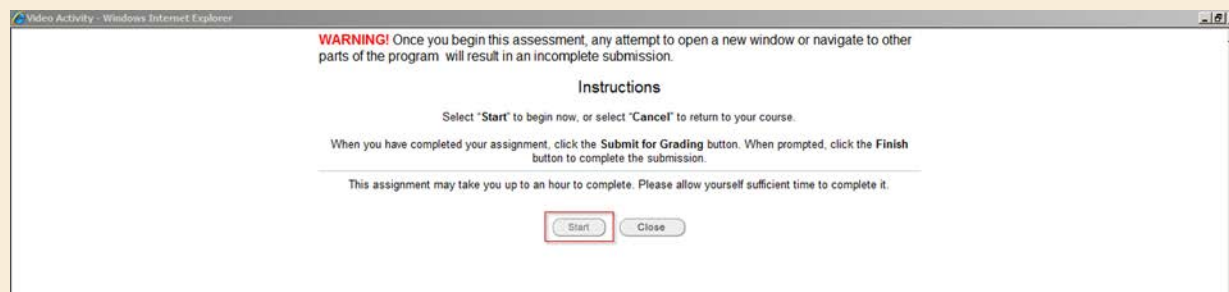 Video Activity - Windows Internet Explorer
WARNING! Once you begin this assessment, any attempt to open a new window or navigate to other
parts of the program will result in an incomplete submission.
Instructions
Select "Start" to begin now, or select "Cancel" to return to your course.
When you have completed your assignment, click the Submit for Grading button. When prompted, click the Finish
button to complete the submission.
This assignment may take you up to an hour to complete. Please allow yourself sufficient time to complete it.
Start Close